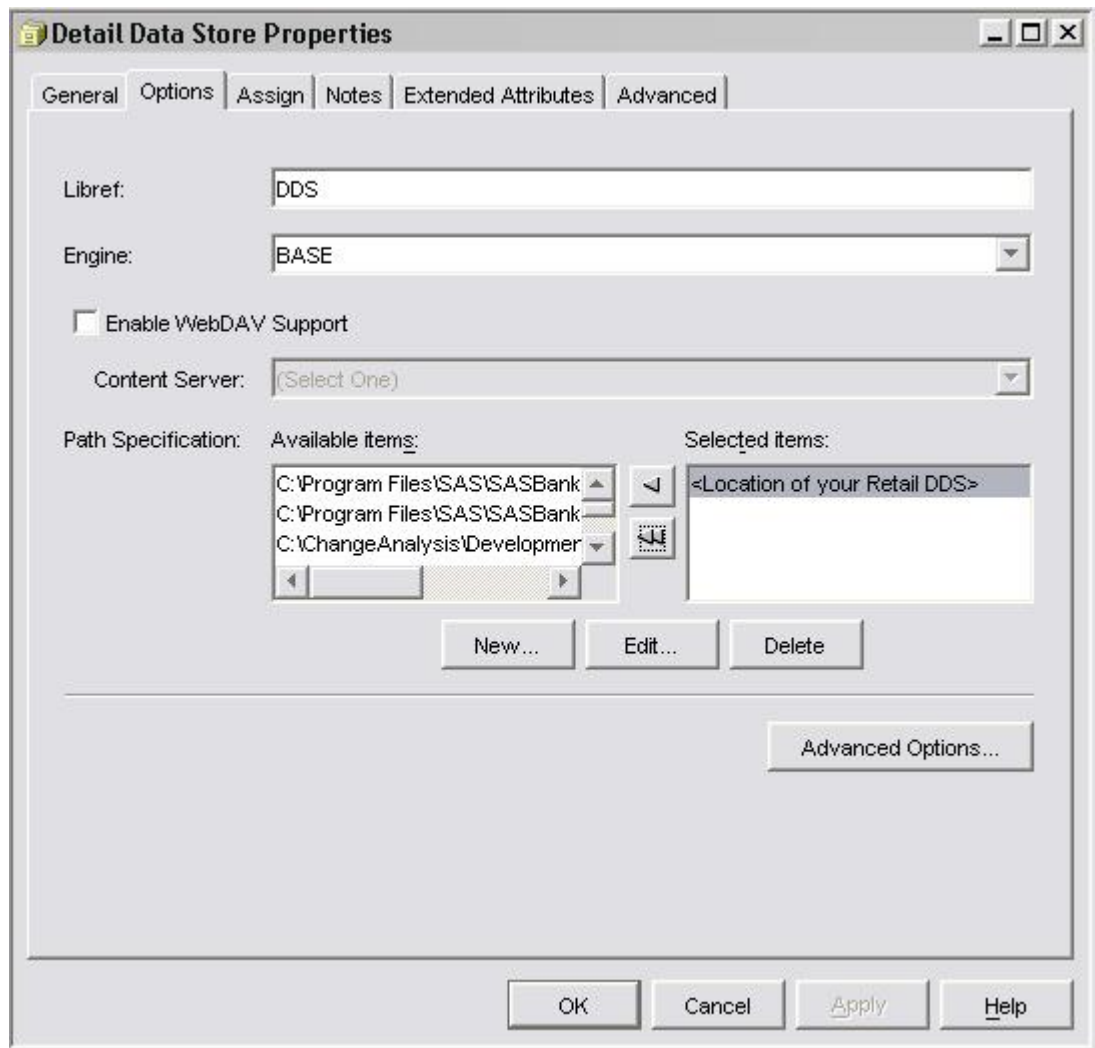 Detail Data Store Properties
General Options Assign Notes Extended Attributes Advanced
Libref: DDS
Engine: BASE
Enable WebDAV Support
Content Server: (Select One)
Path Specification: Available items: Selected items:
C:\Program Files\SAS\SASBank <Location of your Retail DDS>
C:\Program Files\SAS\SASBank
C:\ChangeAnalysis\Developmer
New... Edit... Delete
Advanced Options...
OK Cancel Apply Help